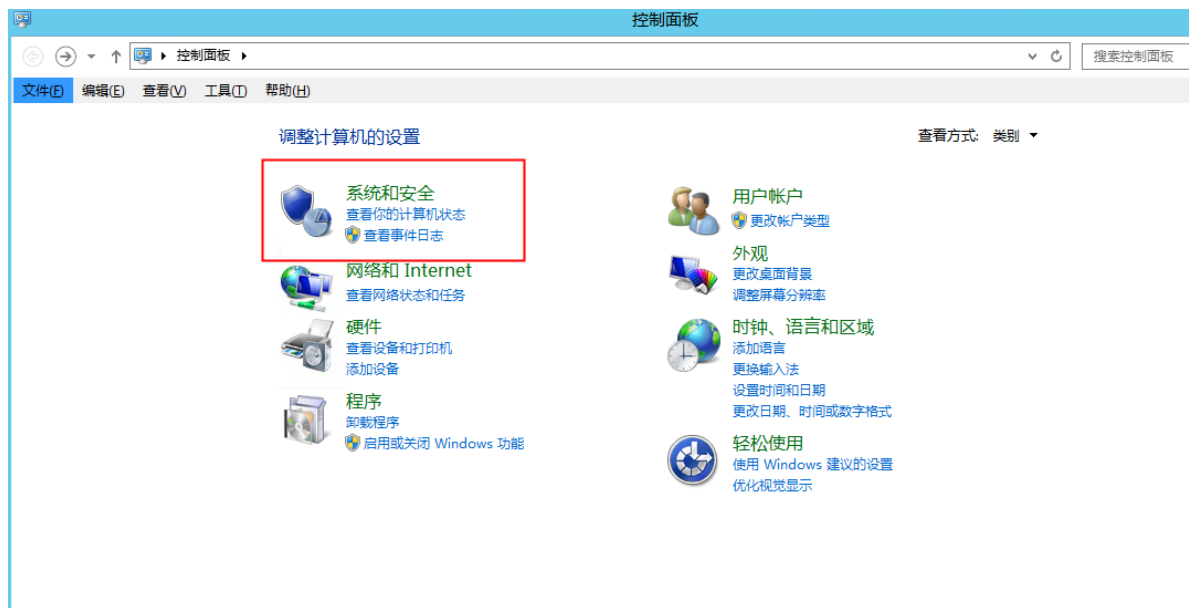 控制面板
控制面板
搜索控制面板
文件(F) 编辑(E) 查看(V) 工具(T) 帮助(H)
调整计算机的设置
查看方式: 类别
系统和安全
查看你的计算机状态
查看事件日志
网络和 Internet
查看网络状态和任务
硬件
查看设备和打印机
添加设备
程序
卸载程序
启用或关闭 Windows 功能
用户帐户
更改帐户类型
外观
更改桌面背景
调整屏幕分辨率
时钟、语言和区域
添加语言
更换输入法
设置时间和日期
更改日期、时间或数字格式
轻松使用
使用 Windows 建议的设置
优化视觉显示